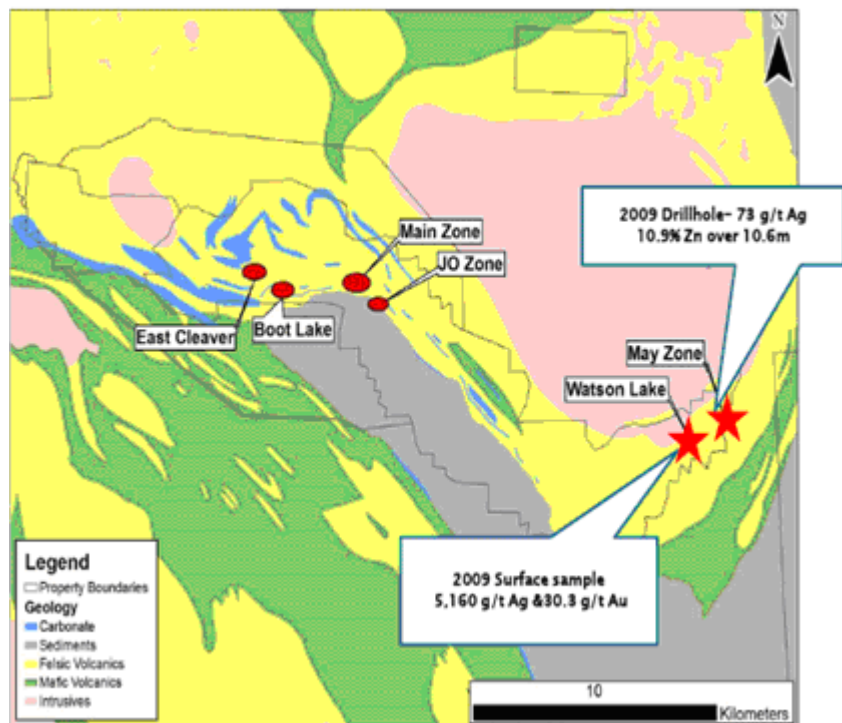 N
2009 Drillhole- 73 g/t Ag
10.9% Zn over 10.6m
Main Zone
JO Zone
East Cleaver
Boot Lake
May Zone
Watson Lake
2009 Surface sample
5,160 g/t Ag &30.3 g/t Au
Legend
Property Boundaries
Geology
Carbonate
Sediments
Felsic Volcanics
Mafic Volcanics
Intrusives
10
Kilometers